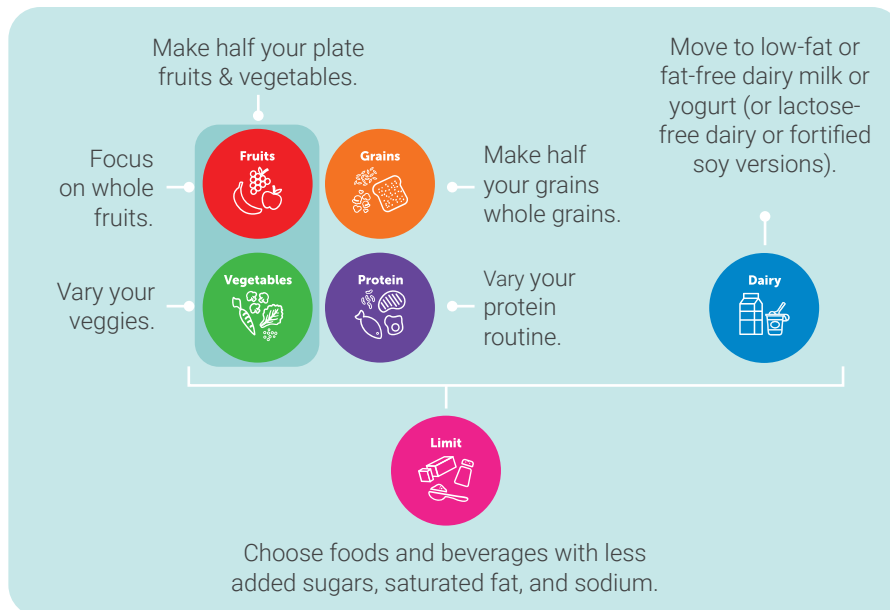 Make half your plate
fruits & vegetables.
Move to low-fat or
fat-free dairy milk or
yogurt (or lactose-
free dairy or fortified
soy versions).
Focus
on whole
fruits.
Fruits
Grains
Make half
your grains
whole grains.
Vary your
veggies.
Vegetables
Protein
Vary your
protein
routine.
Dairy
Limit
Choose foods and beverages with less
added sugars, saturated fat, and sodium.